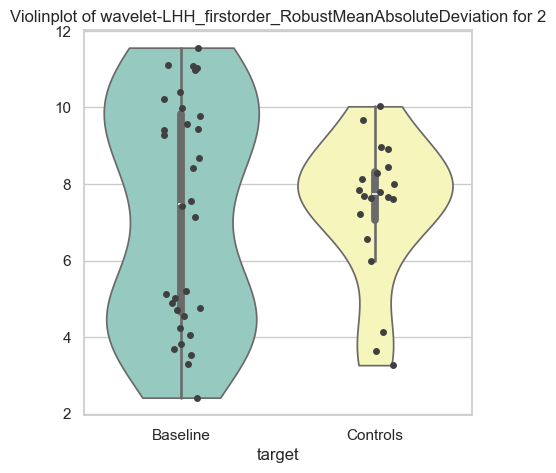 Violinplot of wavelet-LHH_firstorder_RobustMeanAbsoluteDeviation for 2
12
10
8
6
4
2
Baseline Controls
target